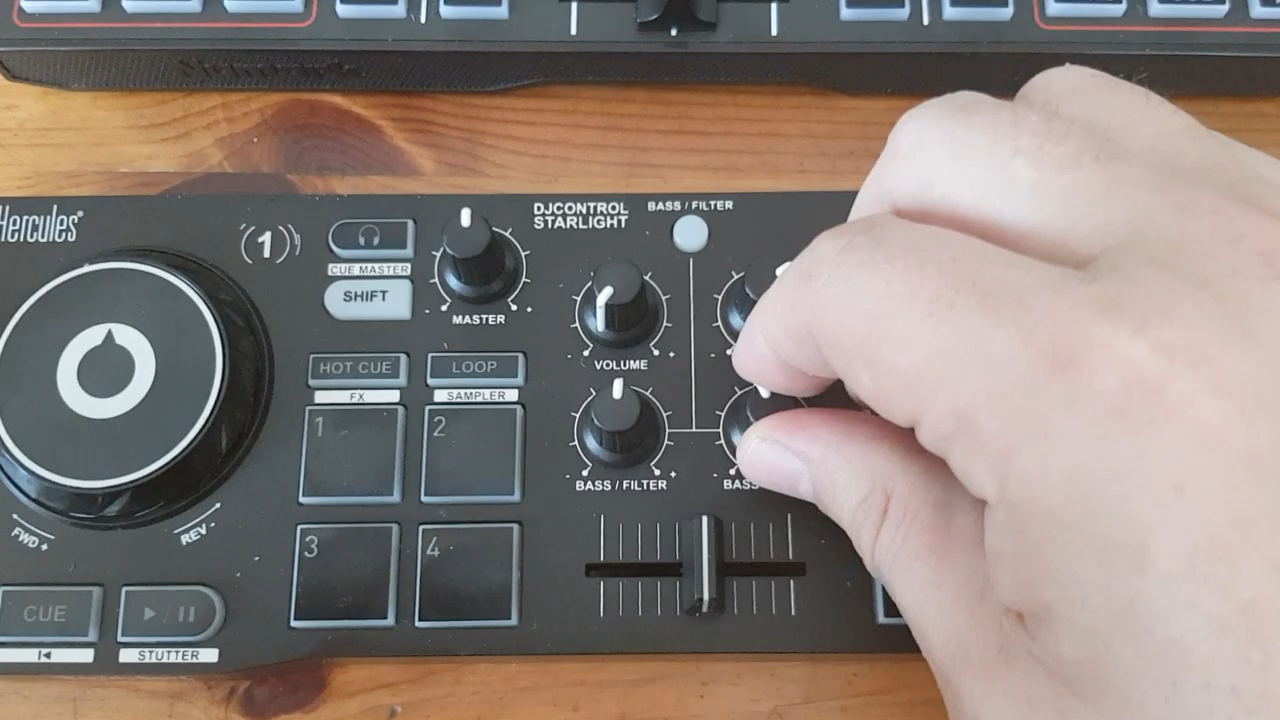 Hercules®
1
CUE MASTER
SHIFT
MASTER
DJCONTROL
STARLIGHT
BASS / FILTER
VOLUME
HOT CUE
LOOP
FX
SAMPLER
1
2
BASS / FILTER
BASS
3
4
FWD +
REV -
CUE
STUTTER